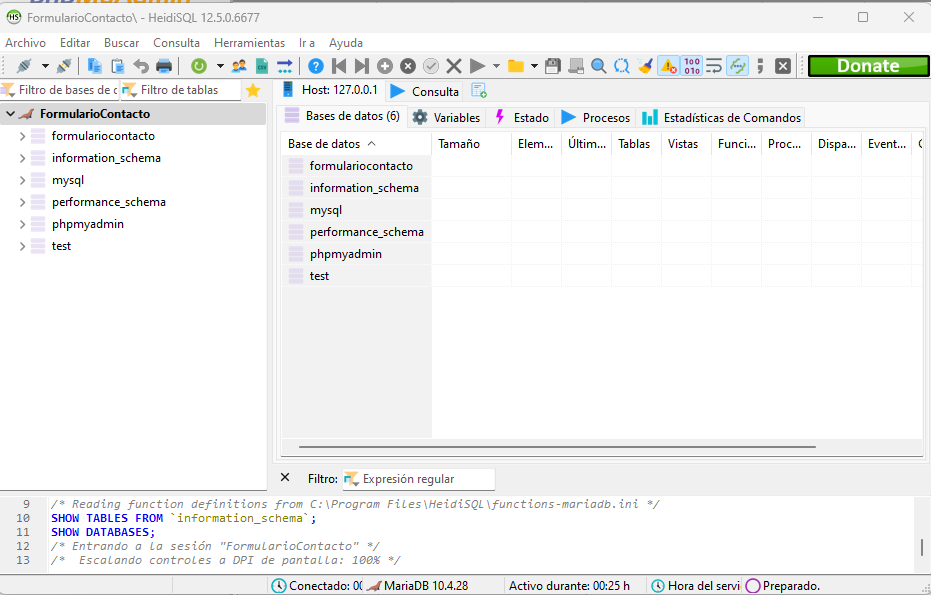 FormularioContacto\ - HeidiSQL 12.5.0.6677
Archivo Editar Buscar Consulta Herramientas Ir a Ayuda
Donate
Filtro de bases de d Filtro de tablas
Host: 127.0.0.1 Consulta
FormularioContacto
formulariocontacto
information_schema
mysql
performance_schema
phpmyadmin
test
Bases de datos (6) Variables Estado Procesos Estadísticas de Comandos
Base de datos Tamaño Elem... Últim... Tablas Vistas Funci... Proc... Dispa... Event...
formulariocontacto
information_schema
mysql
performance_schema
phpmyadmin
test
Filtro: Expresión regular
9 /* Reading function definitions from C:\Program Files\HeidiSQL\functions-mariadb.ini */
10 SHOW TABLES FROM `information_schema`;
11 SHOW DATABASES;
12 /* Entrando a la sesión "FormularioContacto" */
13 /* Escalando controles a DPI de pantalla: 100% */
Conectado: 00 MariaDB 10.4.28 Activo durante: 00:25 h Hora del servi Preparado.